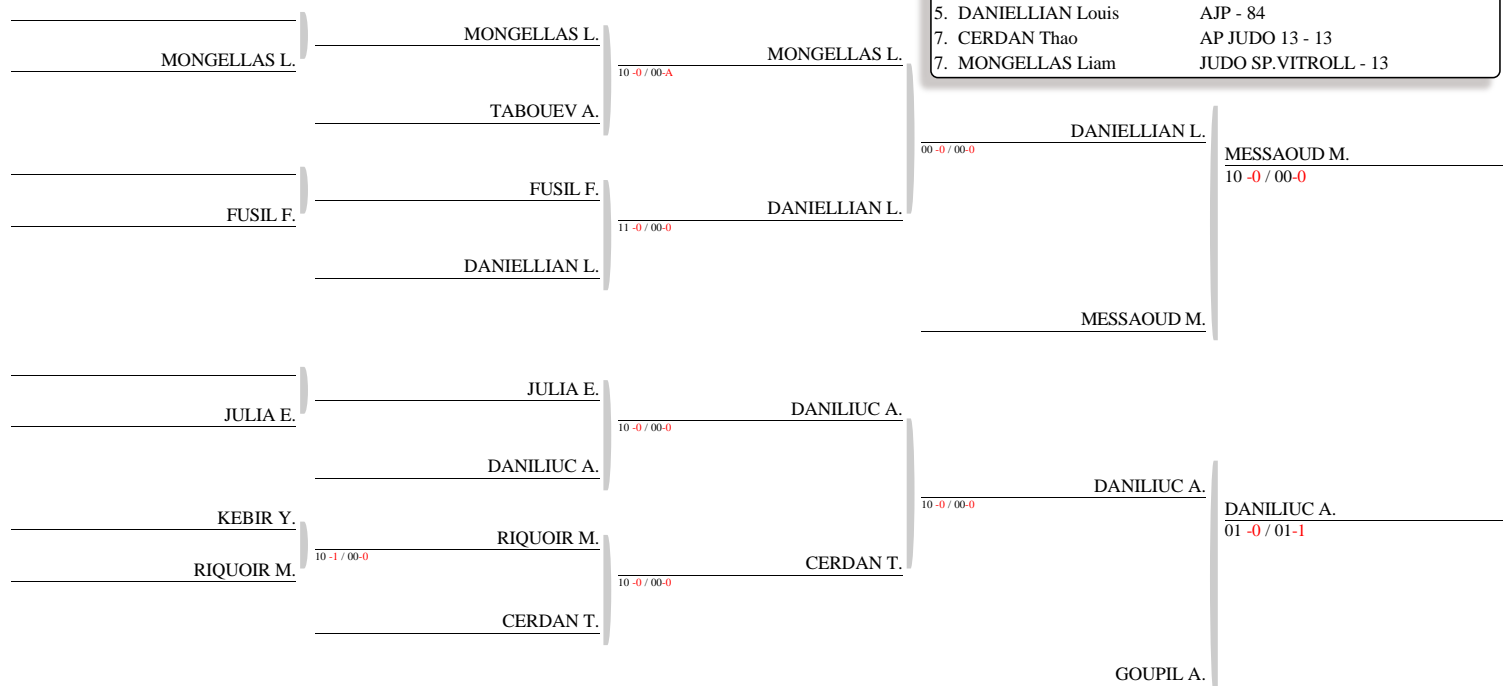 5. DANIELLIAN Louis AJP - 84
7. CERDAN Thao AP JUDO 13 - 13
7. MONGELLAS Liam JUDO SP.VITROLL - 13
MONGELLAS L.
MONGELLAS L.
MONGELLAS L.
10 -0 / 00-A
TABOUEV A.
DANIELLIAN L.
00 -0 / 00-0
MESSAOUD M.
10 -0 / 00-0
FUSIL F.
FUSIL F.
DANIELLIAN L.
11 -0 / 00-0
DANIELLIAN L.
MESSAOUD M.
JULIA E.
JULIA E.
DANILIUC A.
10 -0 / 00-0
DANILIUC A.
DANILIUC A.
10 -0 / 00-0
DANILIUC A.
01 -0 / 01-1
KEBIR Y.
RIQUOIR M.
10 -1 / 00-0
RIQUOIR M.
CERDAN T.
10 -0 / 00-0
CERDAN T.
GOUPIL A.